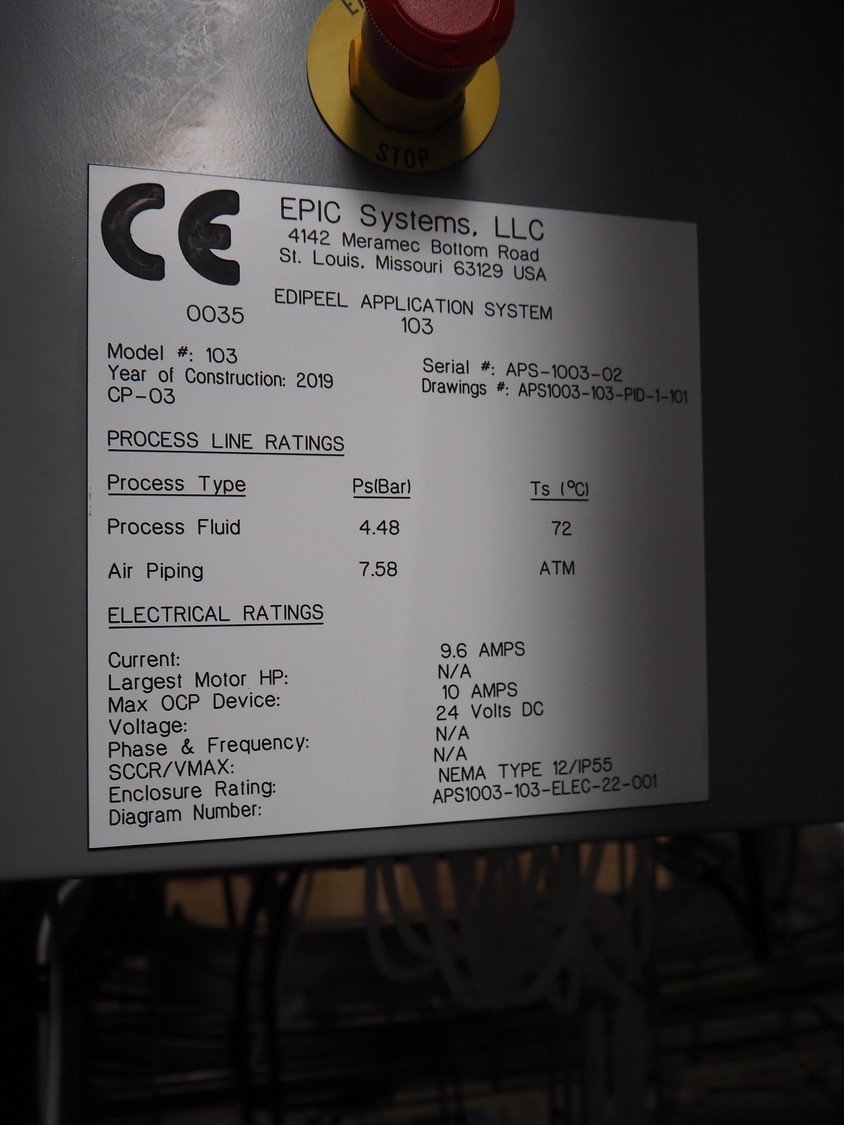 STOP
CE
EPIC Systems, LLC
4142 Meramec Bottom Road
St. Louis, Missouri 63129 USA
0035
EDIPEEL APPLICATION SYSTEM
103
Model #: 103
Serial #: APS-1003-02
Year of Construction: 2019
Drawings #: APS1003-103-PID-1-101
CP-03
PROCESS LINE RATINGS
Process Type Ps(Bar) Ts (°C)
Process Fluid 4.48 72
Air Piping 7.58 ATM
ELECTRICAL RATINGS
Current: 9.6 AMPS
Largest Motor HP: N/A
Max OCP Device: 10 AMPS
Voltage: 24 Volts DC
Phase & Frequency: N/A
SCCR/VMAX: N/A
Enclosure Rating: NEMA TYPE 12/IP55
Diagram Number: APS1003-103-ELEC-22-001